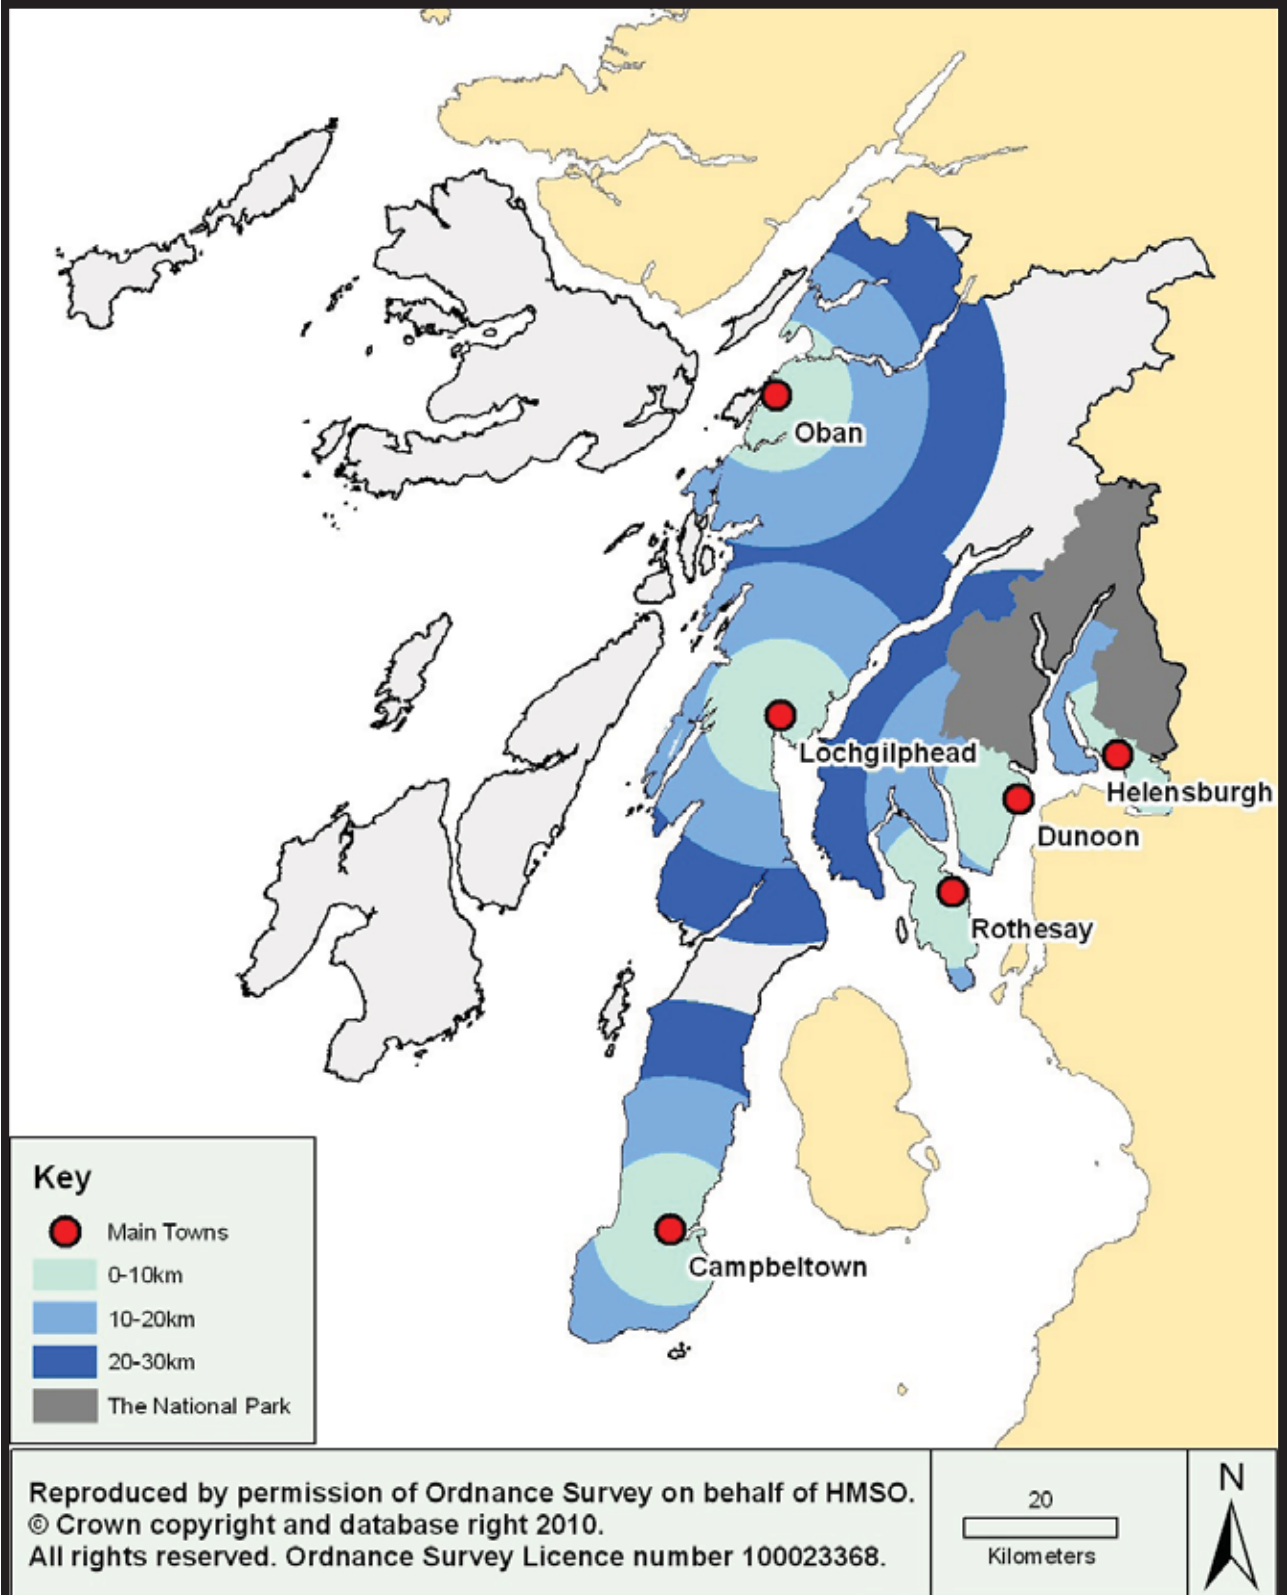 Oban
Lochgilphead
Helensburgh
Dunoon
Rothesay
Campbeltown
Key
Main Towns
0-10km
10-20km
20-30km
The National Park
Reproduced by permission of Ordnance Survey on behalf of HMSO.
© Crown copyright and database right 2010.
All rights reserved. Ordnance Survey Licence number 100023368.
20
Kilometers
N